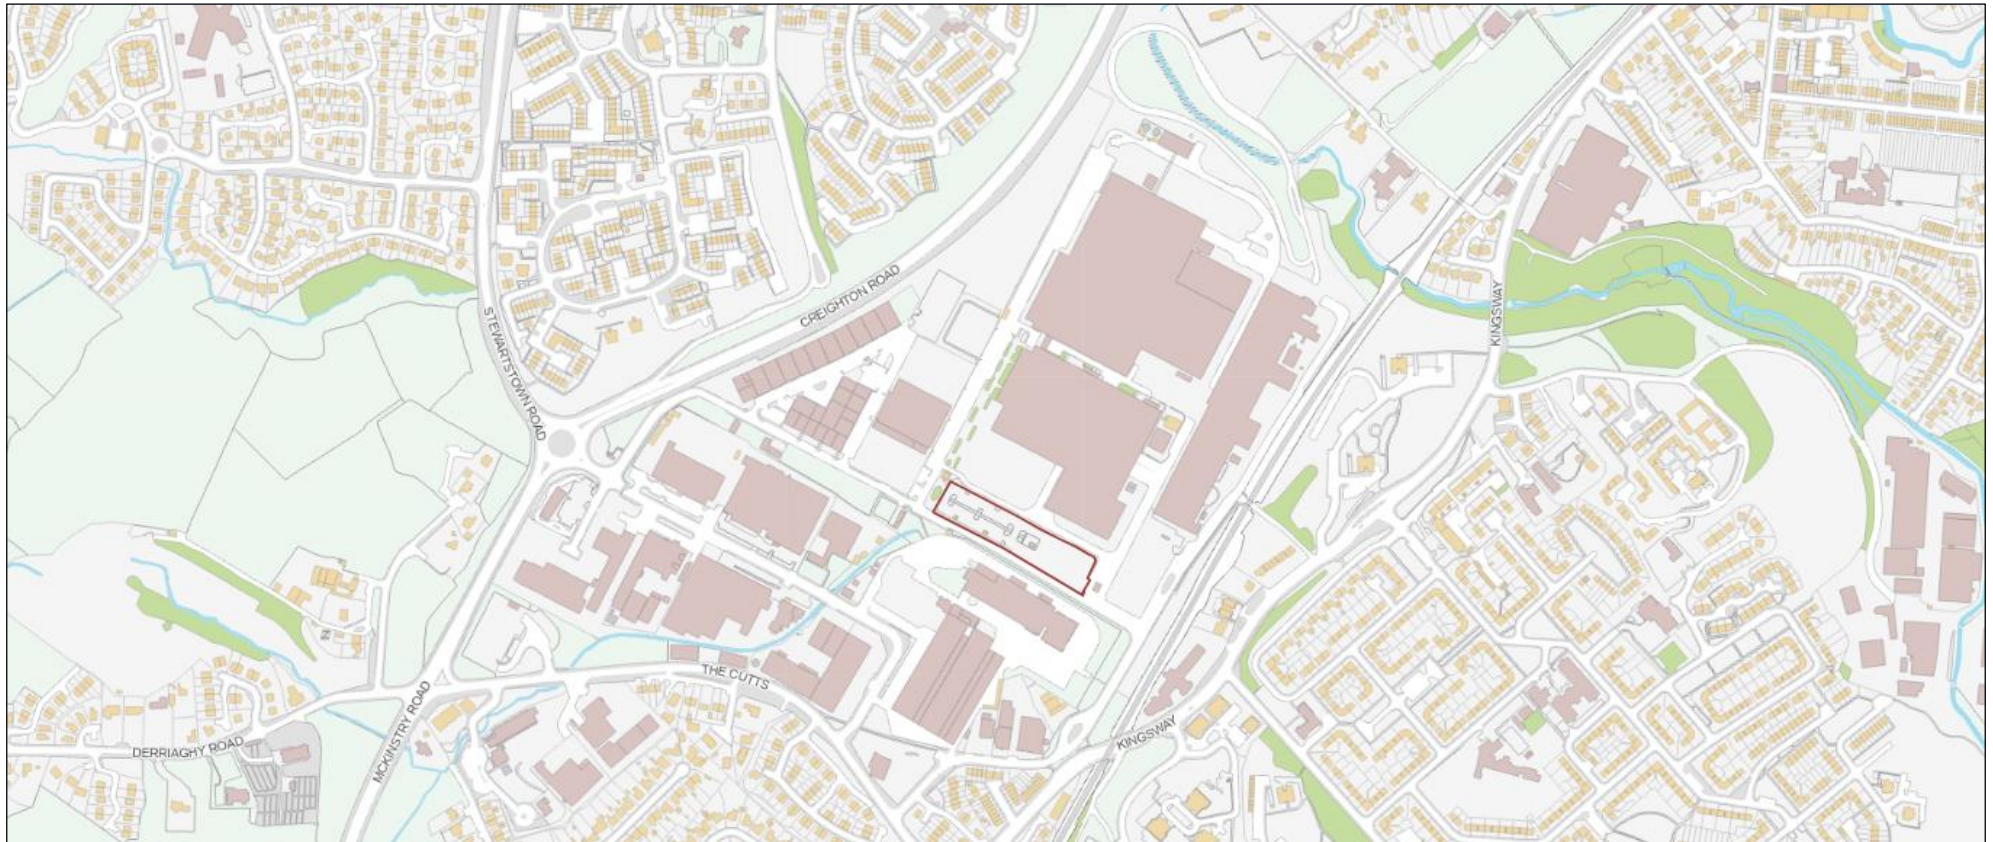 CREIGHTON ROAD
STEWARTSTOWN ROAD
KINGSWAY
THE CUTTS
MCKINSTRY ROAD
KINGSWAY
DERRIAGHY ROAD